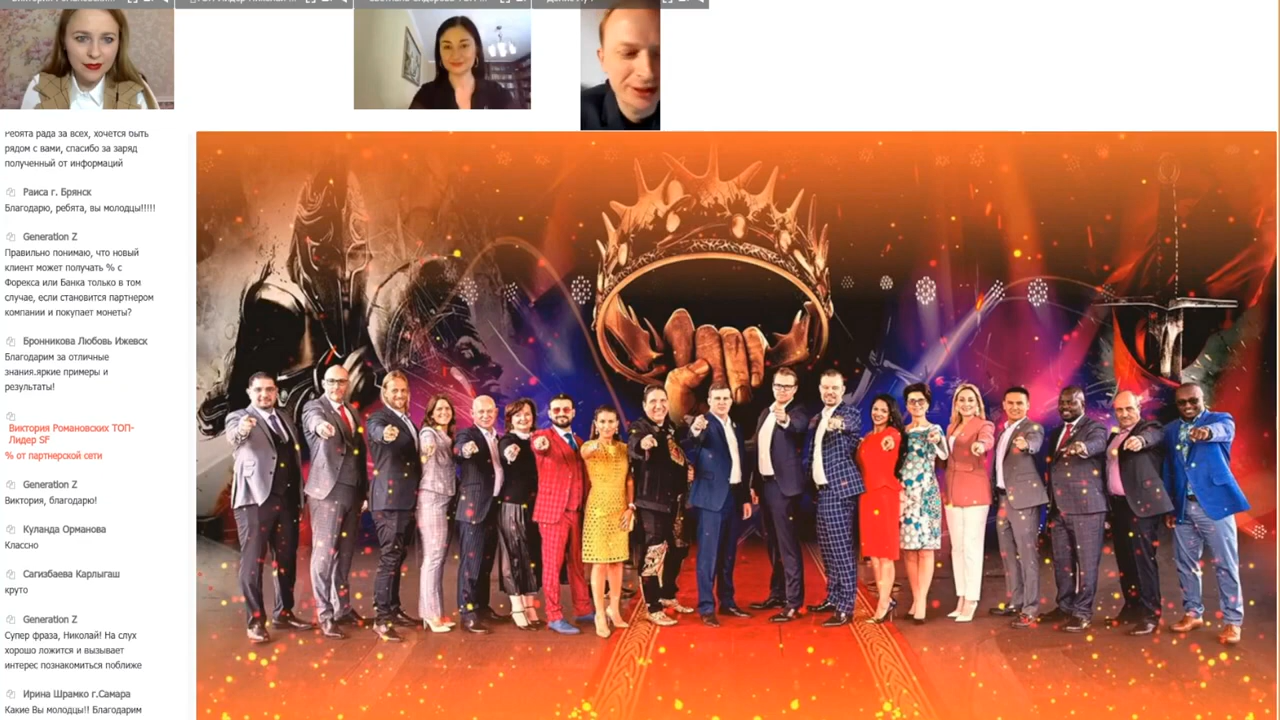 Ребята рада за всех, хочется быть
рядом с вами, спасибо за заряд
полученный от информаций
Раиса г. Брянск
Благодарю, ребята, вы молодцы!!!!!
Generation Z
Правильно понимаю, что новый
клиент может получать % с
Форекса или Банка только в том
случае, если становится партнером
компании и покупает монеты?
Бронникова Любовь Ижевск
Благодарим за отличные
знания.яркие примеры и
результаты!
Виктория Романовских ТОП-
Лидер SF
% от партнерской сети
Generation Z
Виктория, благодарю!
Куланда Орманова
Классно
Сагизбаева Карлыгаш
круто
Generation Z
Супер фраза, Николай! На слух
хорошо ложится и вызывает
интерес познакомиться поближе
Ирина Шрамко г.Самара
Какие Вы молодцы!! Благодарим